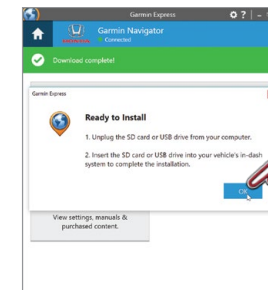 Garmin Express
Garmin Navigator
HONDA
Connected
Download complete!
Garmin Express
Ready to Install
1. Unplug the SD card or USB drive from your computer.
2. Insert the SD card or USB drive into your vehicle's in-dash
system to complete the installation.
OK
View settings, manuals &
purchased content.